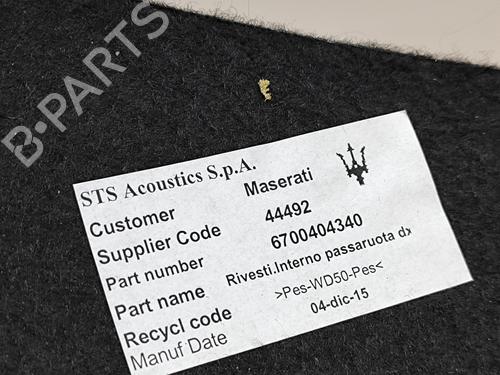 B-PARTS
STS Acoustics S.p.A.
Customer Maserati
Supplier Code 44492
Part number 6700404340
Part name Rivesti.Interno passaruota dx
Recycl code >Pes-WD50-Pes<
Manuf Date 04-dic-15